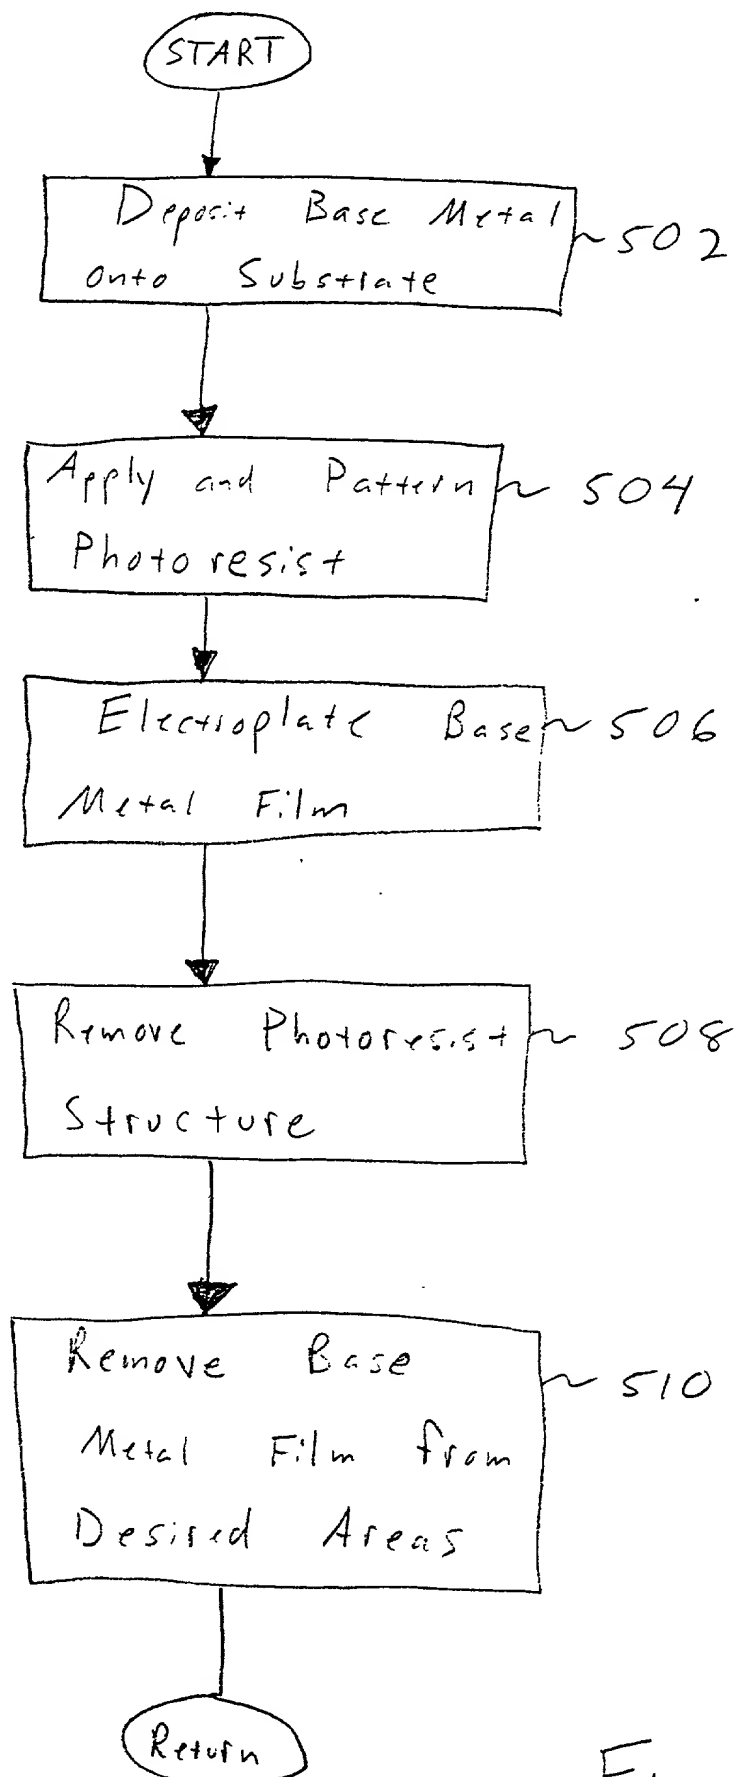 START
Deposit Base Metal
onto Substrate
502
Apply and Pattern
Photoresist
504
Electroplate Base
Metal Film
506
Remove Photoresist
Structure
508
Remove Base
Metal Film from
Desired Areas
510
Return